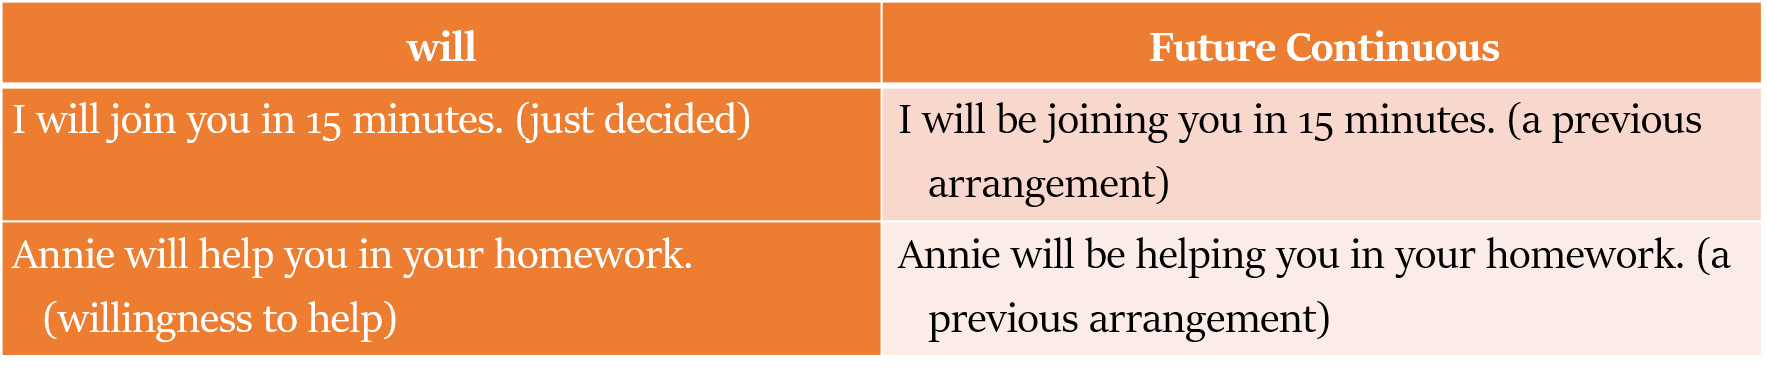 will
Future Continuous
I will join you in 15 minutes. (just decided)
I will be joining you in 15 minutes. (a previous
arrangement)
Annie will help you in your homework.
(willingness to help)
Annie will be helping you in your homework. (a
previous arrangement)